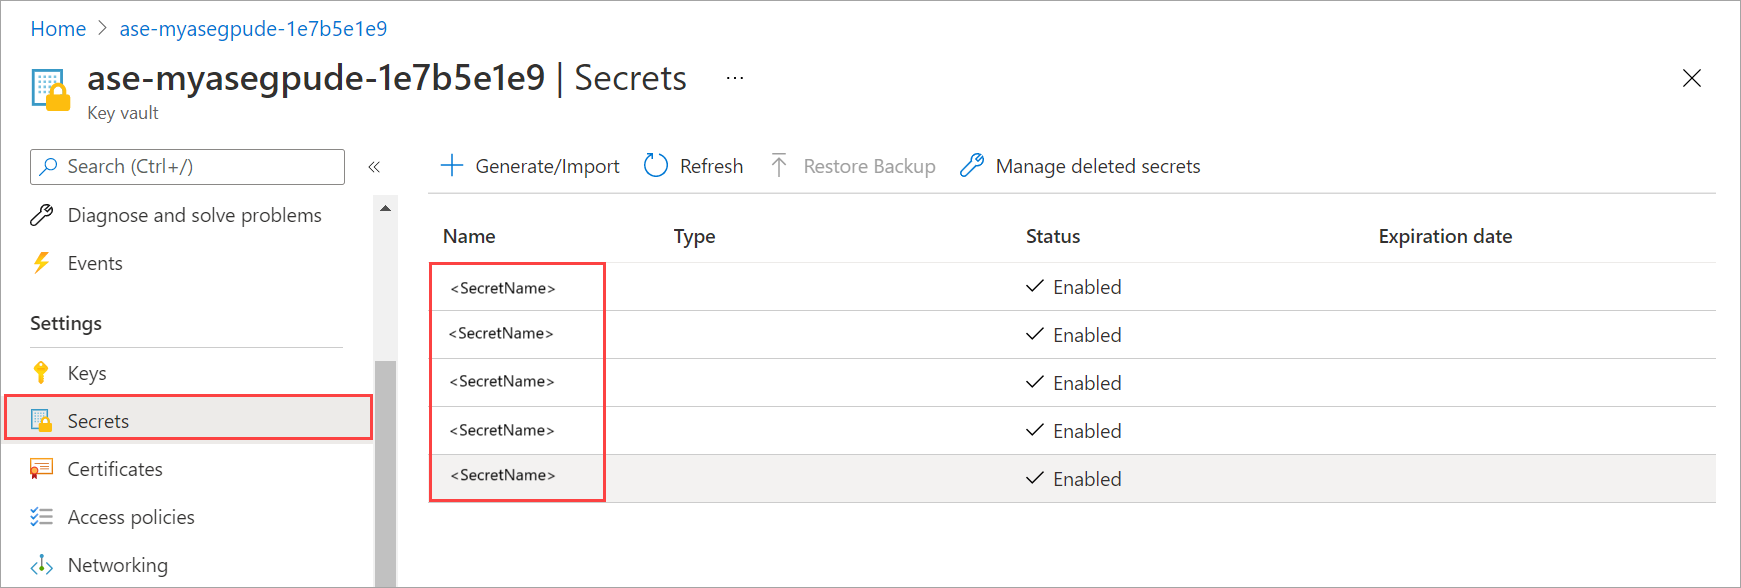 Home > ase-myasegpude-1e7b5e1e9
ase-myasegpude-1e7b5e1e9 | Secrets ...
Key vault
Search (Ctrl+/) «
Generate/Import Refresh Restore Backup Manage deleted secrets
Diagnose and solve problems
Events
Settings
Keys
Secrets
Certificates
Access policies
Networking
Name Type Status Expiration date
<SecretName> Enabled
<SecretName> Enabled
<SecretName> Enabled
<SecretName> Enabled
<SecretName> Enabled